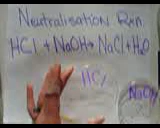 Neutralisation Rxn.
HCl + NaOH → NaCl + H₂O
HCl
NaOH